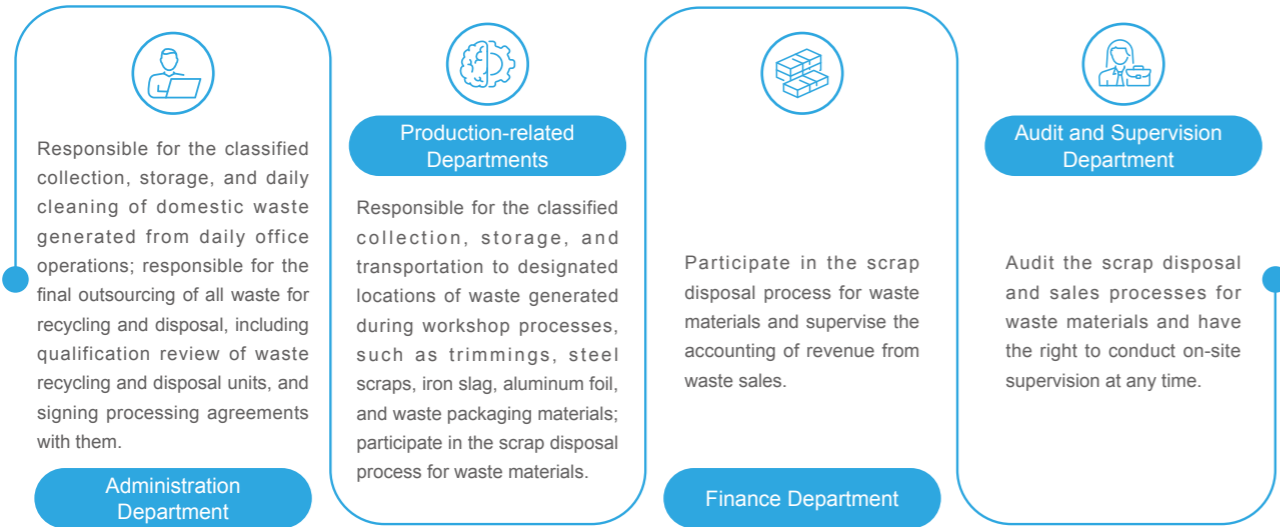 Responsible for the classified
collection, storage, and daily
cleaning of domestic waste
generated from daily office
operations; responsible for the
final outsourcing of all waste for
recycling and disposal, including
qualification review of waste
recycling and disposal units, and
signing processing agreements
with them.
Administration
Department
Production-related
Departments
Responsible for the classified
collection, storage, and
transportation to designated
locations of waste generated
during workshop processes,
such as trimmings, steel
scraps, iron slag, aluminum foil,
and waste packaging materials;
participate in the scrap disposal
process for waste materials.
Participate in the scrap
disposal process for waste
materials and supervise the
accounting of revenue from
waste sales.
Finance Department
Audit and Supervision
Department
Audit the scrap disposal
and sales processes for
waste materials and have
the right to conduct on-site
supervision at any time.